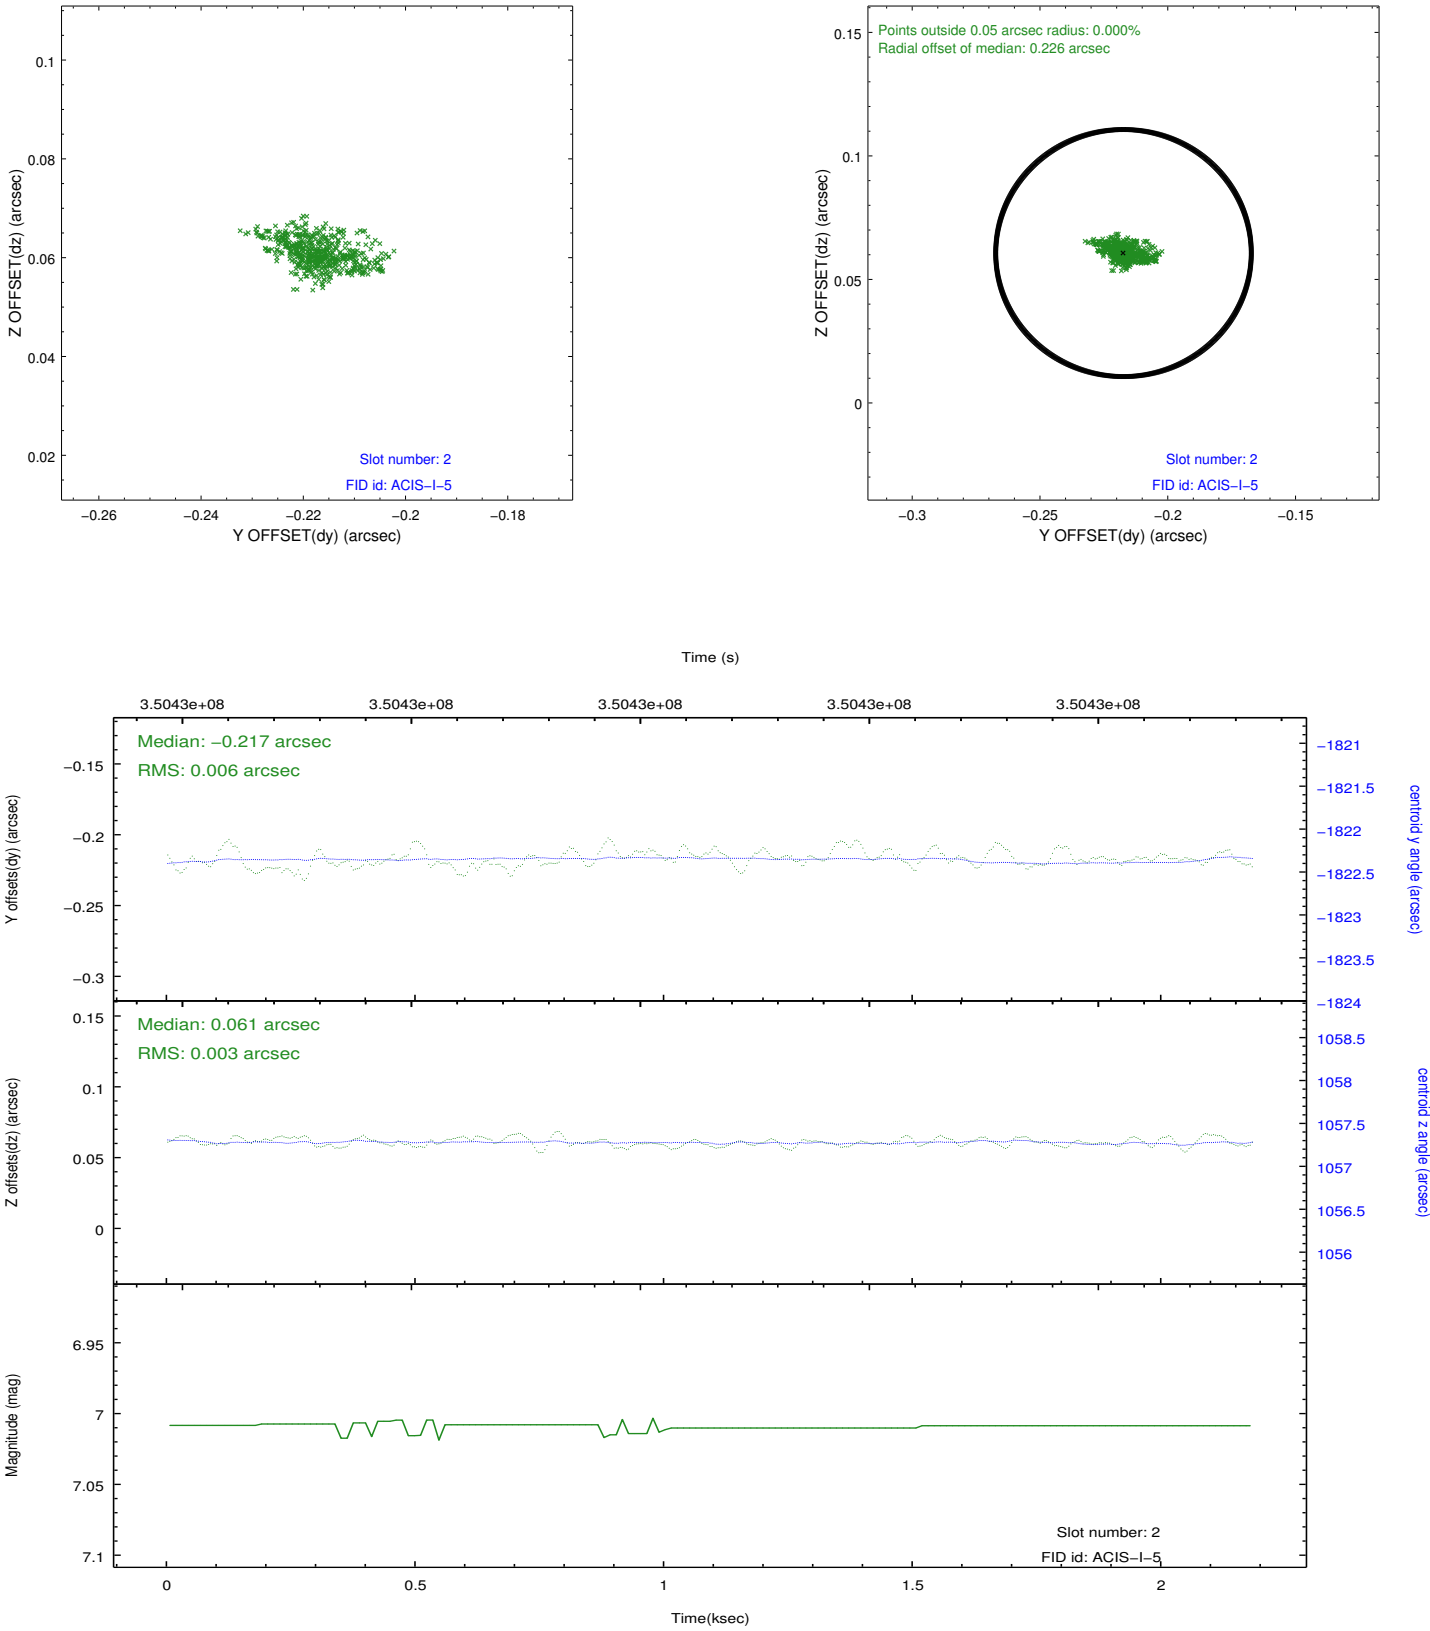 0.1
0.08
0.06
0.04
0.02
Z OFFSET(dz) (arcsec)
Slot number: 2
FID id: ACIS−I−5
−0.26 −0.24 −0.22 −0.2 −0.18
Y OFFSET(dy) (arcsec)
Points outside 0.05 arcsec radius: 0.000%
Radial offset of median: 0.226 arcsec
0.15
0.1
0.05
0
Z OFFSET(dz) (arcsec)
Slot number: 2
FID id: ACIS−I−5
−0.3 −0.25 −0.2 −0.15
Y OFFSET(dy) (arcsec)
Time (s)
3.5043e+08 3.5043e+08 3.5043e+08 3.5043e+08 3.5043e+08
Median: −0.217 arcsec
RMS: 0.006 arcsec
−0.15
−0.2
−0.25
−0.3
Y offsets(dy) (arcsec)
−1821
−1821.5
−1822
−1822.5
−1823
−1823.5
−1824
centroid y angle (arcsec)
Median: 0.061 arcsec
RMS: 0.003 arcsec
0.15
0.1
0.05
0
Z offsets(dz) (arcsec)
1058.5
1058
1057.5
1057
1056.5
1056
centroid z angle (arcsec)
6.95
7
7.05
7.1
Magnitude (mag)
Slot number: 2
FID id: ACIS−I−5
0 0.5 1 1.5 2
Time(ksec)